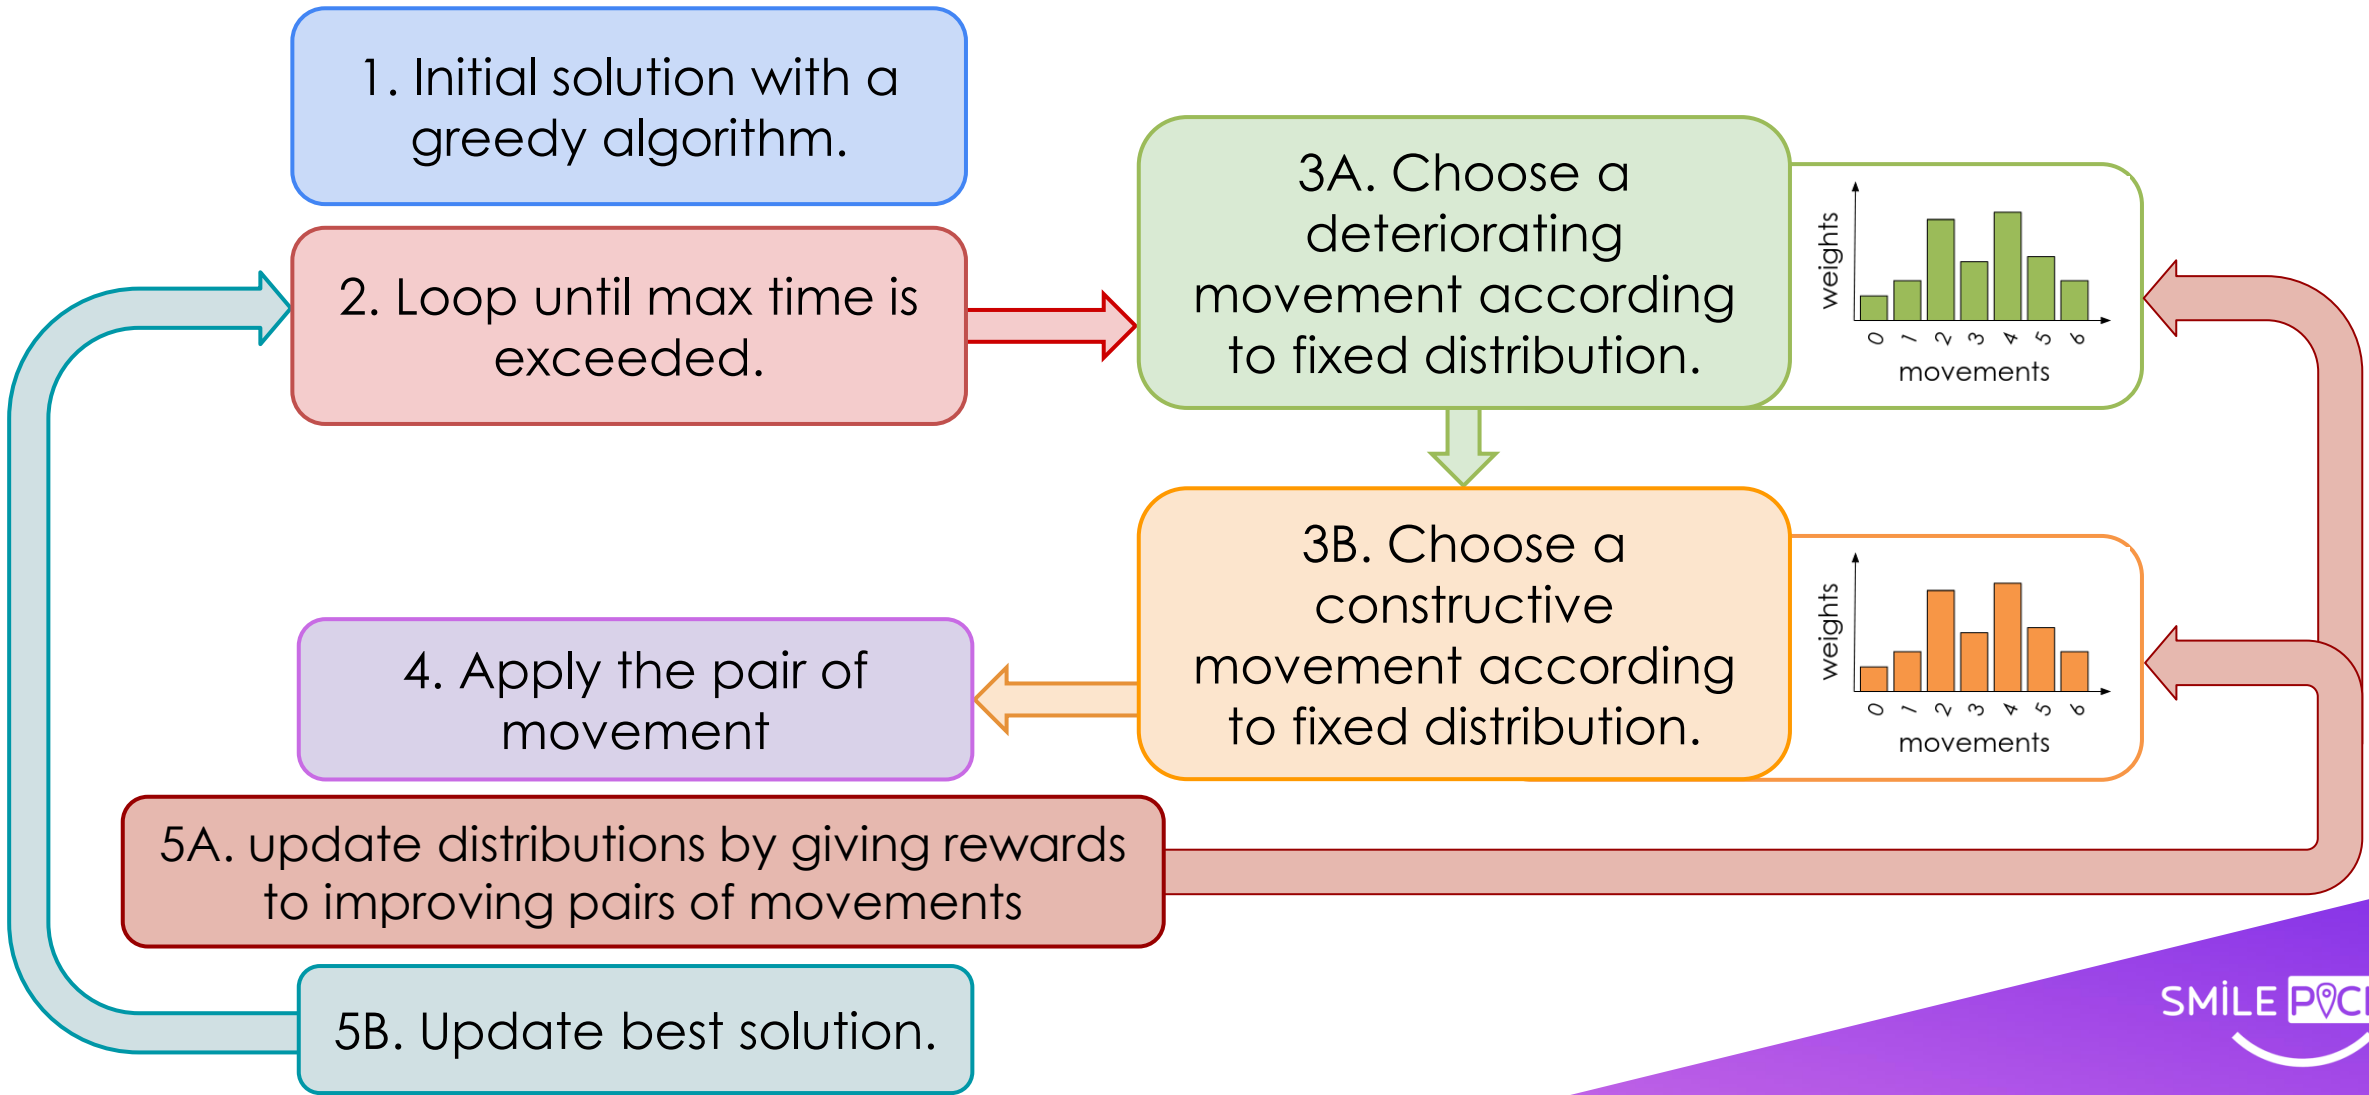 1. Initial solution with a
greedy algorithm.
2. Loop until max time is
exceeded.
3A. Choose a
deteriorating
movement according
to fixed distribution.
weights
0 1 2 3 4 5 6
movements
3B. Choose a
constructive
movement according
to fixed distribution.
weights
0 1 2 3 4 5 6
movements
4. Apply the pair of
movement
5A. update distributions by giving rewards
to improving pairs of movements
5B. Update best solution.
SMILE